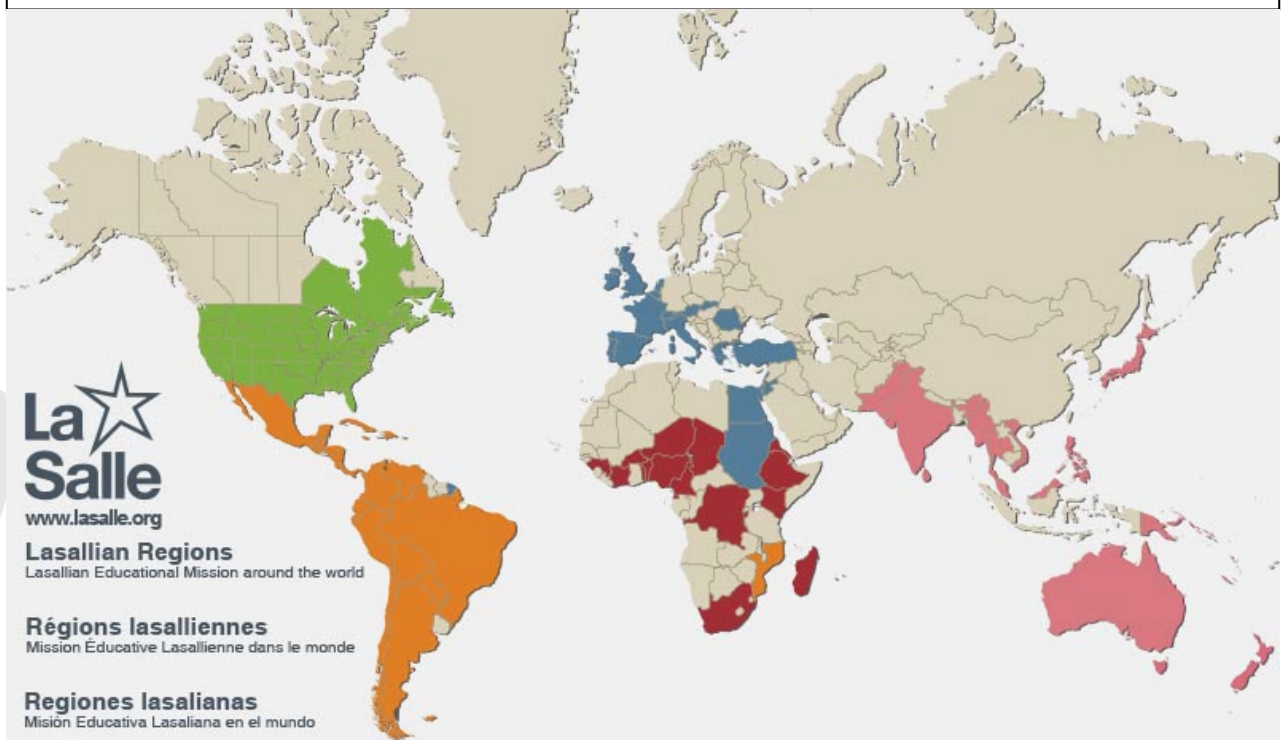 La
Salle
www.lasalle.org
Lasallian Regions
Lasallian Educational Mission around the world
Régions lasalliennes
Mission Éducative Lasallienne dans le monde
Regiones lasalianas
Misión Educativa Lasaliana en el mundo